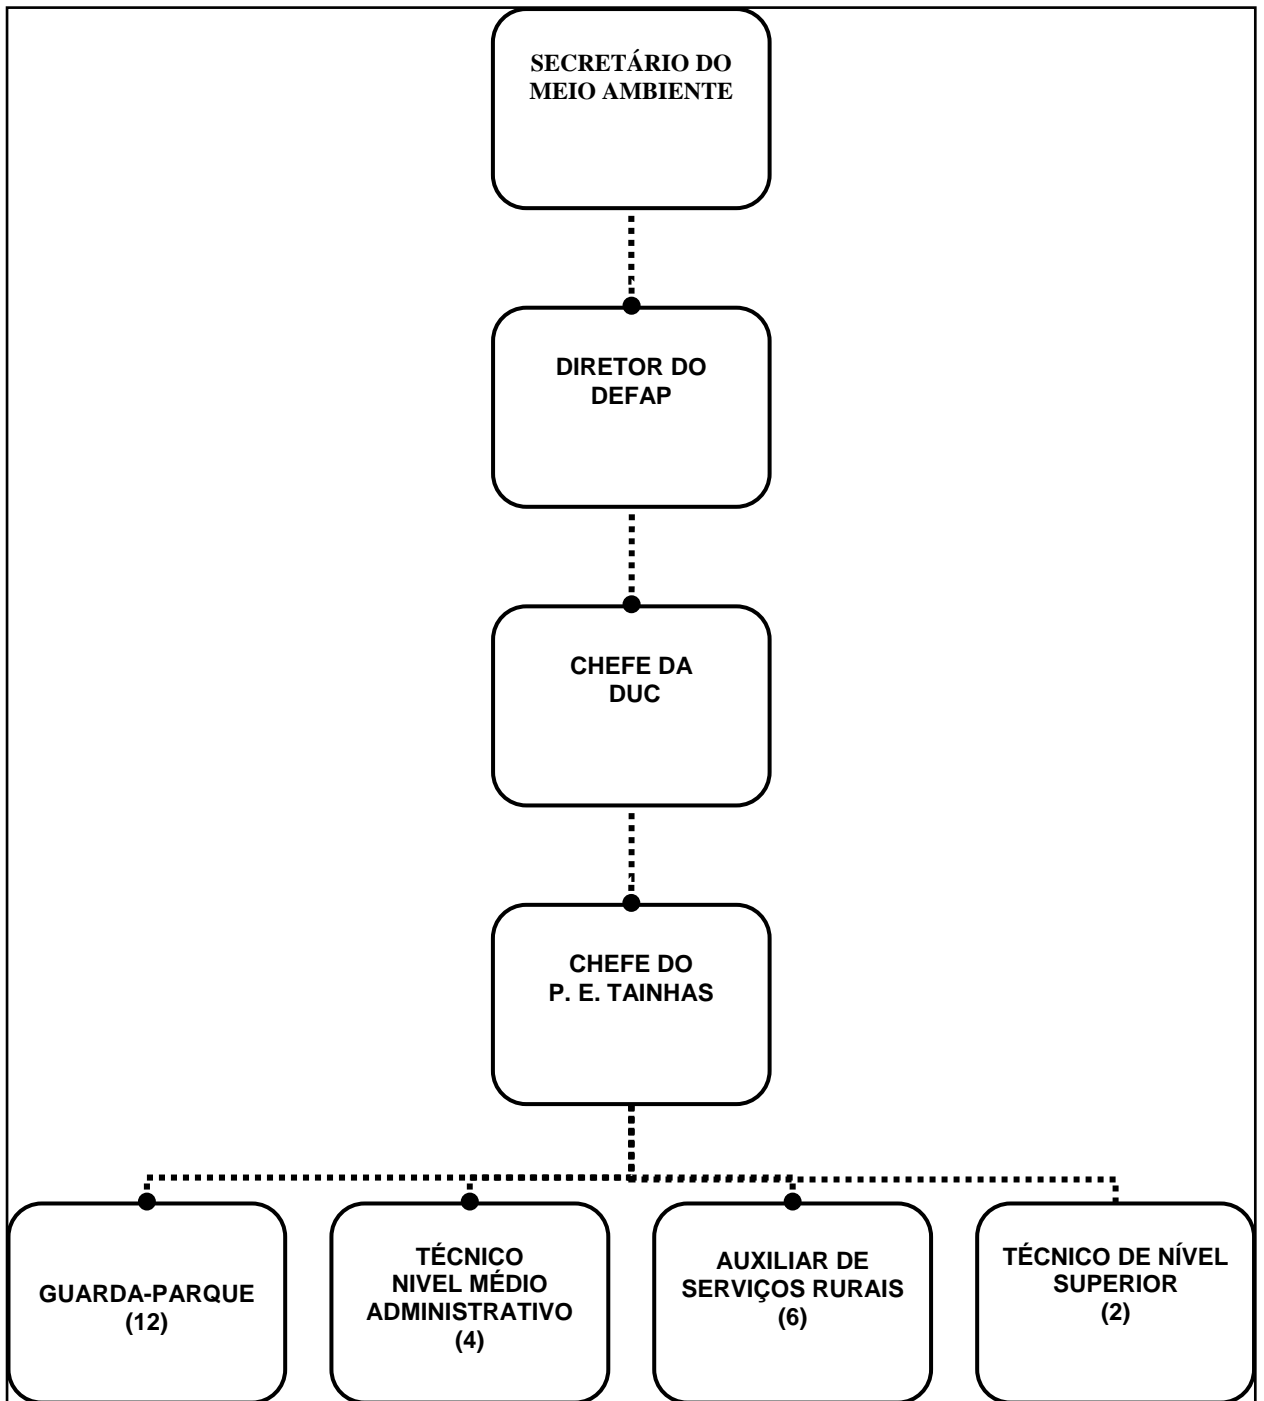 SECRETÁRIO DO
MEIO AMBIENTE
DIRETOR DO
DEFAP
CHEFE DA
DUC
CHEFE DO
P. E. TAINHAS
GUARDA-PARQUE
(12)
TÉCNICO
NIVEL MÉDIO
ADMINISTRATIVO
(4)
AUXILIAR DE
SERVIÇOS RURAIS
(6)
TÉCNICO DE NÍVEL
SUPERIOR
(2)